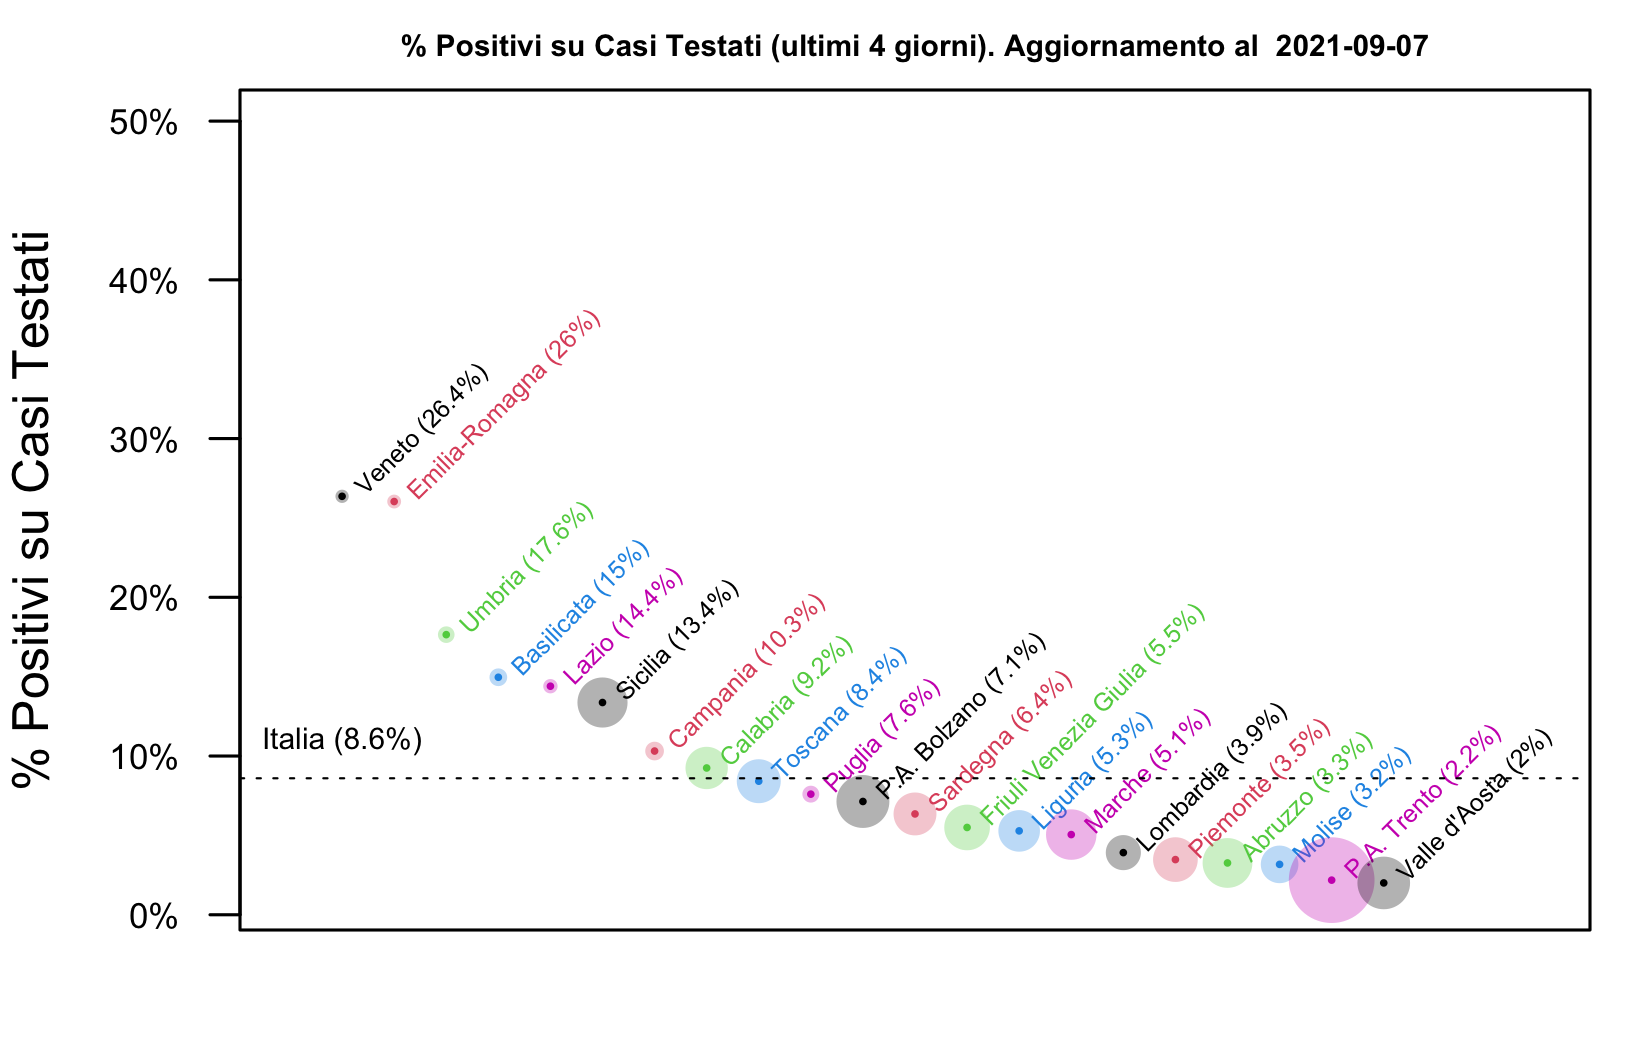 % Positivi su Casi Testati (ultimi 4 giorni). Aggiornamento al  2021-09-07
% Positivi su Casi Testati
50%
40%
30%
20%
10%
0%
Italia (8.6%)
Veneto (26.4%)
Emilia-Romagna (26%)
Umbria (17.6%)
Basilicata (15%)
Lazio (14.4%)
Sicilia (13.4%)
Campania (10.3%)
Calabria (9.2%)
Toscana (8.4%)
Puglia (7.6%)
P.A. Bolzano (7.1%)
Sardegna (6.4%)
Friuli Venezia Giulia (5.5%)
Liguria (5.3%)
Marche (5.1%)
Lombardia (3.9%)
Piemonte (3.5%)
Abruzzo (3.3%)
Molise (3.2%)
P.A. Trento (2.2%)
Valle d'Aosta (2%)